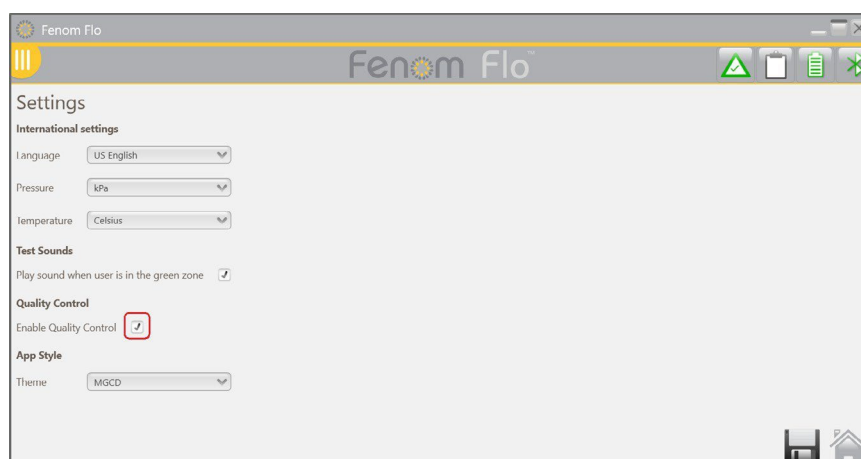 Fenom Flo
Fenom Flo™
Settings
International settings
Language US English
Pressure kPa
Temperature Celsius
Test Sounds
Play sound when user is in the green zone
Quality Control
Enable Quality Control
App Style
Theme MGCD